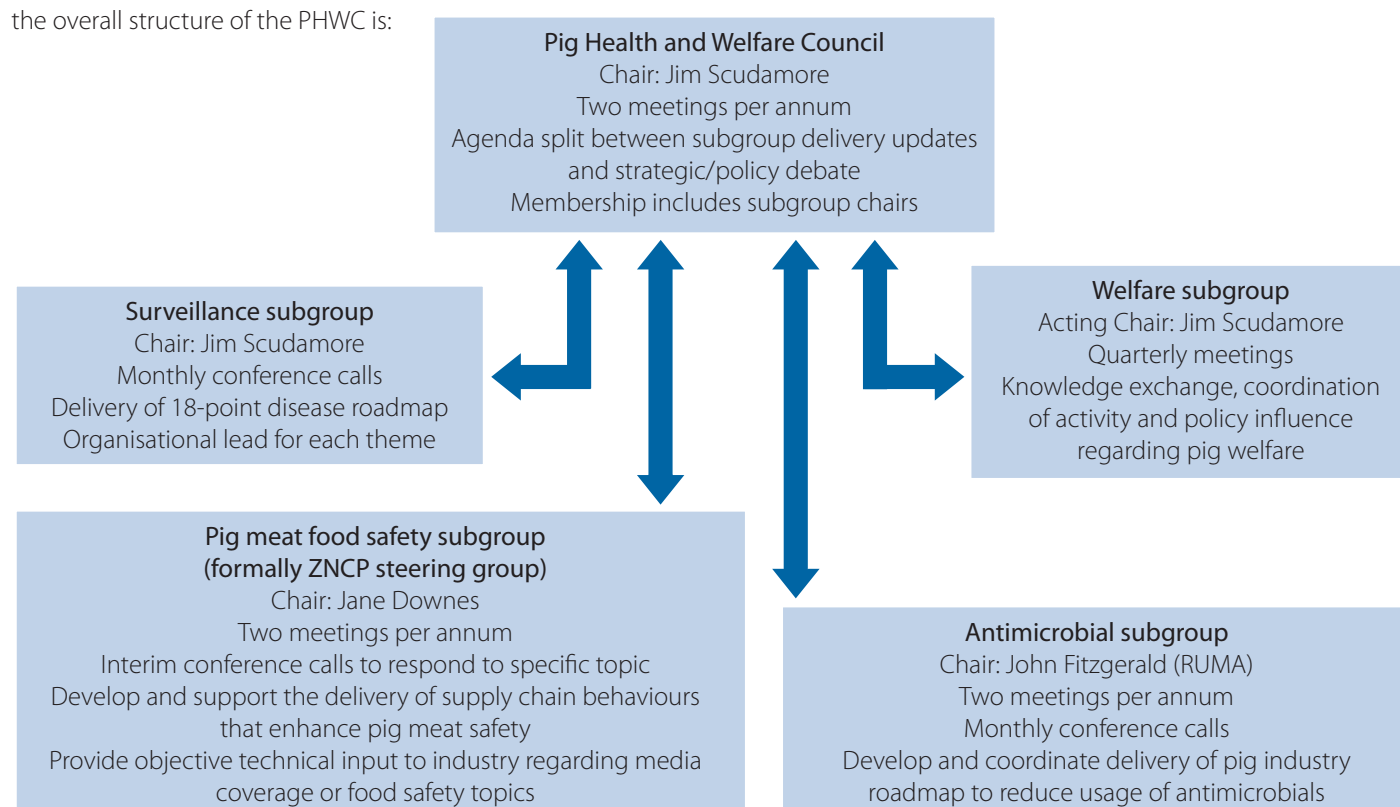 the overall structure of the PHWC is:
Pig Health and Welfare Council
Chair: Jim Scudamore
Two meetings per annum
Agenda split between subgroup delivery updates
and strategic/policy debate
Membership includes subgroup chairs
Surveillance subgroup
Chair: Jim Scudamore
Monthly conference calls
Delivery of 18-point disease roadmap
Organisational lead for each theme
Welfare subgroup
Acting Chair: Jim Scudamore
Quarterly meetings
Knowledge exchange, coordination
of activity and policy influence
regarding pig welfare
Pig meat food safety subgroup
(formally ZNCP steering group)
Chair: Jane Downes
Two meetings per annum
Interim conference calls to respond to specific topic
Develop and support the delivery of supply chain behaviours
that enhance pig meat safety
Provide objective technical input to industry regarding media
coverage or food safety topics
Antimicrobial subgroup
Chair: John Fitzgerald (RUMA)
Two meetings per annum
Monthly conference calls
Develop and coordinate delivery of pig industry
roadmap to reduce usage of antimicrobials